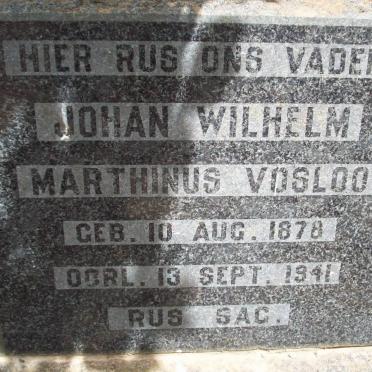 HIER RUS ONS VADER
JOHAN WILHELM
MARTHINUS VOSLOO
GEB. 10 AUG. 1878
OORL. 13 SEPT. 1941
RUS SAG.